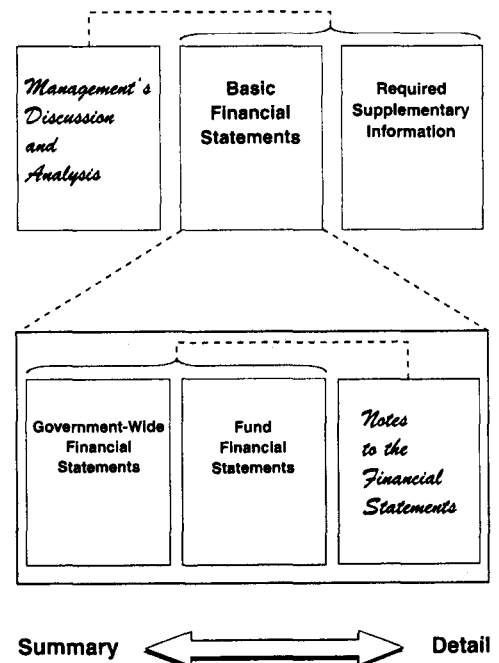 Management's
Discussion
and
Analysis
Basic
Financial
Statements
Required
Supplementary
Information
Government-Wide
Financial
Statements
Fund
Financial
Statements
Notes
to the
Financial
Statements
Summary
Detail